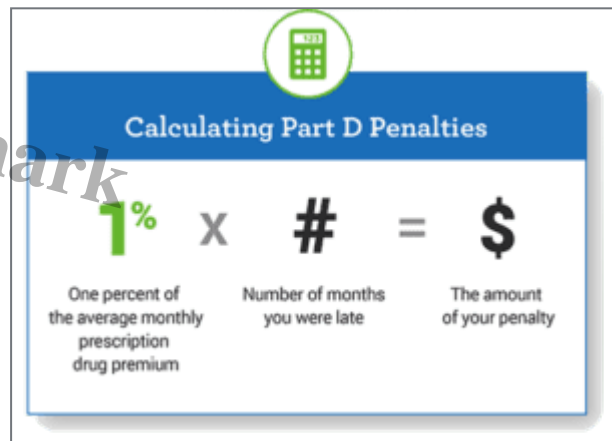 123
Calculating Part D Penalties
1% x # = $
One percent of
the average monthly
prescription
drug premium
Number of months
you were late
The amount
of your penalty